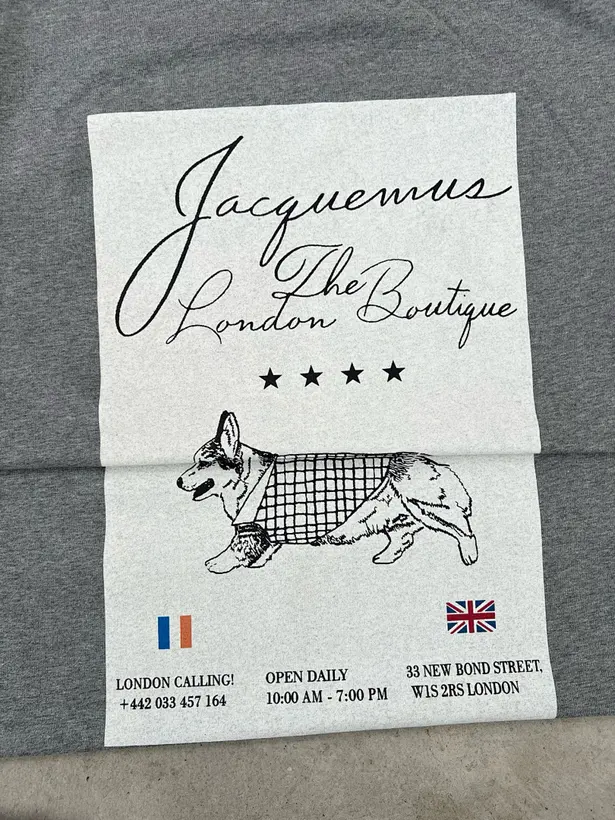 Jacquemus
The
London Boutique
LONDON CALLING!
+442 033 457 164
OPEN DAILY
10:00 AM - 7:00 PM
33 NEW BOND STREET,
W1S 2RS LONDON